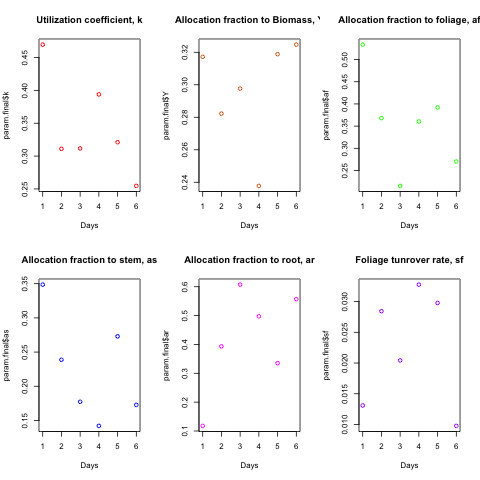 Utilization coefficient, k
param.final$k
0.45
0.40
0.35
0.30
0.25
1 2 3 4 5 6
Days
Allocation fraction to Biomass,
param.final$Y
0.32
0.30
0.28
0.26
0.24
1 2 3 4 5 6
Days
Allocation fraction to foliage, af
param.final$af
0.50
0.45
0.40
0.35
0.30
0.25
1 2 3 4 5 6
Days
Allocation fraction to stem, as
param.final$as
0.35
0.30
0.25
0.20
0.15
1 2 3 4 5 6
Days
Allocation fraction to root, ar
param.final$ar
0.6
0.5
0.4
0.3
0.2
0.1
1 2 3 4 5 6
Days
Foliage tunrover rate, sf
param.final$sf
0.030
0.025
0.020
0.015
0.010
1 2 3 4 5 6
Days